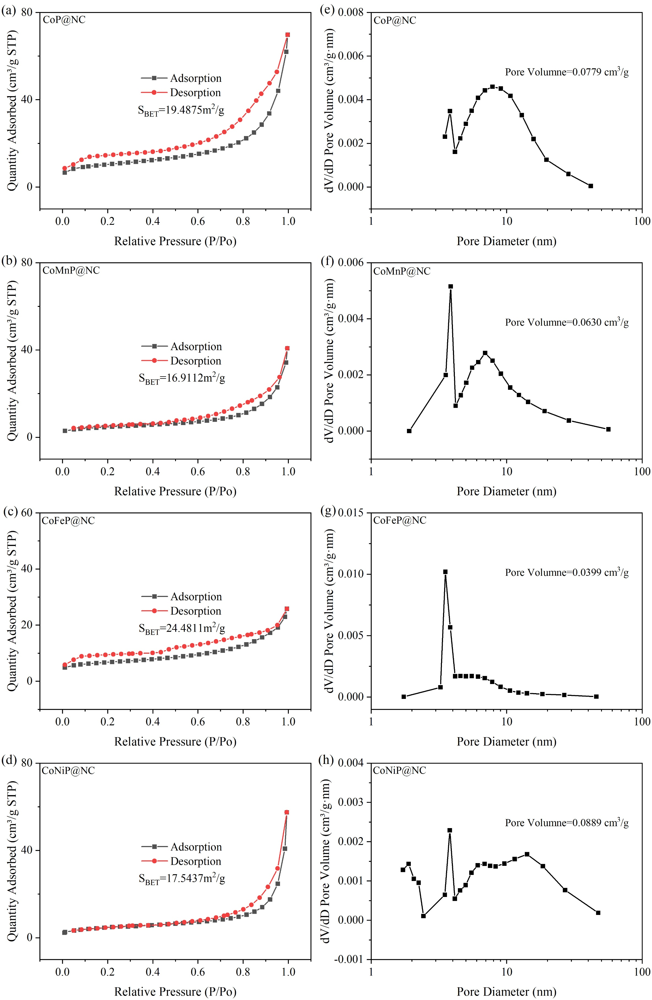 (a)
80
40
0
Quantity Adsorbed (cm³/g STP)
CoP@NC
Adsorption
Desorption
S_BET=19.4875m²/g
0.0 0.2 0.4 0.6 0.8 1.0
Relative Pressure (P/Po)
(e)
0.008
0.006
0.004
0.002
0.000
dV/dD Pore Volume (cm³/g·nm)
CoP@NC
Pore Volumne=0.0779 cm³/g
1 10 100
Pore Diameter (nm)
(b)
80
40
0
Quantity Adsorbed (cm³/g STP)
CoMnP@NC
Adsorption
Desorption
S_BET=16.9112m²/g
0.0 0.2 0.4 0.6 0.8 1.0
Relative Pressure (P/Po)
(f)
0.006
0.004
0.002
0.000
dV/dD Pore Volume (cm³/g·nm)
CoMnP@NC
Pore Volumne=0.0630 cm³/g
1 10 100
Pore Diameter (nm)
(c)
60
40
20
0
Quantity Adsorbed (cm³/g STP)
CoFeP@NC
Adsorption
Desorption
S_BET=24.4811m²/g
0.0 0.2 0.4 0.6 0.8 1.0
Relative Pressure (P/Po)
(g)
0.015
0.010
0.005
0.000
dV/dD Pore Volume (cm³/g·nm)
CoFeP@NC
Pore Volumne=0.0399 cm³/g
1 10 100
Pore Diameter (nm)
(d)
80
40
0
Quantity Adsorbed (cm³/g STP)
CoNiP@NC
Adsorption
Desorption
S_BET=17.5437m²/g
0.0 0.2 0.4 0.6 0.8 1.0
Relative Pressure (P/Po)
(h)
0.004
0.003
0.002
0.001
0.000
-0.001
dV/dD Pore Volume (cm³/g·nm)
CoNiP@NC
Pore Volumne=0.0889 cm³/g
1 10 100
Pore Diameter (nm)